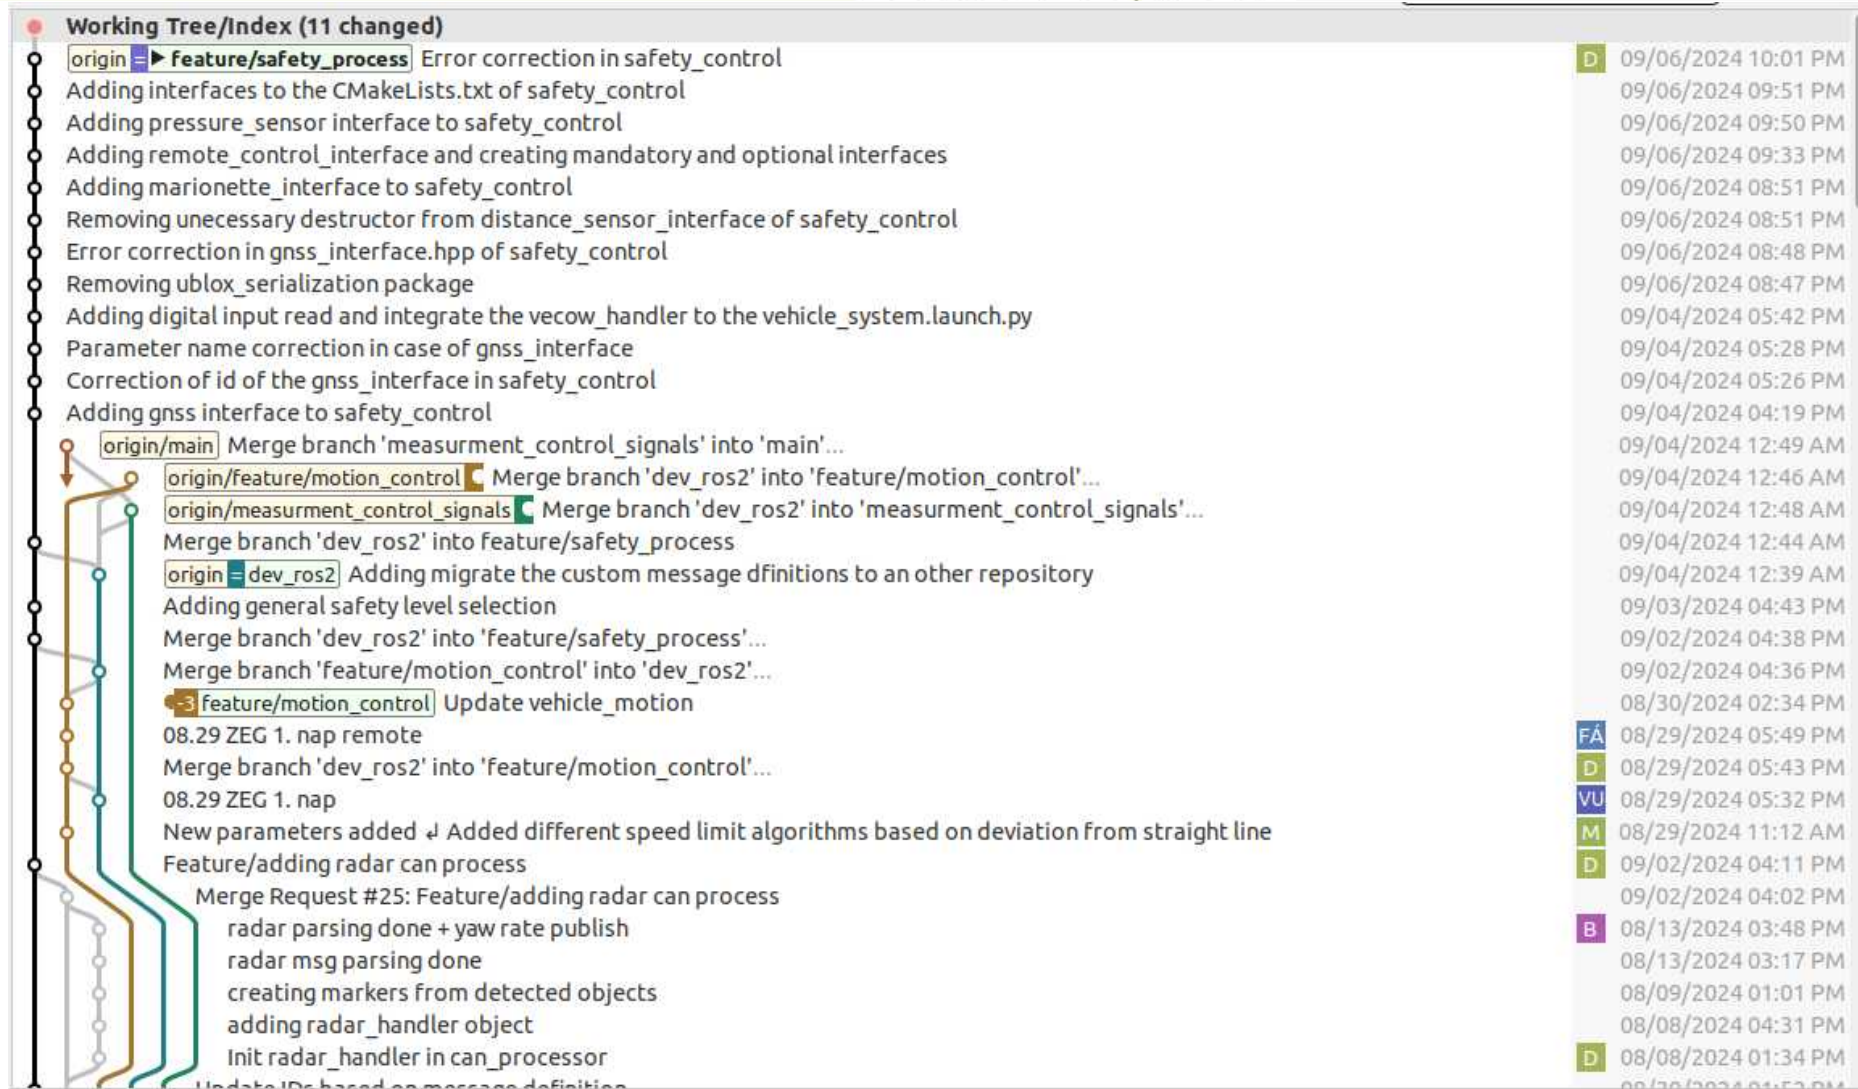 Working Tree/Index (11 changed)
origin = feature/safety_process Error correction in safety_control D 09/06/2024 10:01 PM
Adding interfaces to the CMakeLists.txt of safety_control 09/06/2024 09:51 PM
Adding pressure_sensor interface to safety_control 09/06/2024 09:50 PM
Adding remote_control_interface and creating mandatory and optional interfaces 09/06/2024 09:33 PM
Adding marionette_interface to safety_control 09/06/2024 08:51 PM
Removing unecessary destructor from distance_sensor_interface of safety_control 09/06/2024 08:51 PM
Error correction in gnss_interface.hpp of safety_control 09/06/2024 08:48 PM
Removing ublox_serialization package 09/06/2024 08:47 PM
Adding digital input read and integrate the vecow_handler to the vehicle_system.launch.py 09/04/2024 05:42 PM
Parameter name correction in case of gnss_interface 09/04/2024 05:28 PM
Correction of id of the gnss_interface in safety_control 09/04/2024 05:26 PM
Adding gnss interface to safety_control 09/04/2024 04:19 PM
origin/main Merge branch 'measurment_control_signals' into 'main'... 09/04/2024 12:49 AM
origin/feature/motion_control Merge branch 'dev_ros2' into 'feature/motion_control'... 09/04/2024 12:46 AM
origin/measurment_control_signals Merge branch 'dev_ros2' into 'measurment_control_signals'... 09/04/2024 12:48 AM
Merge branch 'dev_ros2' into feature/safety_process 09/04/2024 12:44 AM
origin = dev_ros2 Adding migrate the custom message dfinitions to an other repository 09/04/2024 12:39 AM
Adding general safety level selection 09/03/2024 04:43 PM
Merge branch 'dev_ros2' into 'feature/safety_process'... 09/02/2024 04:38 PM
Merge branch 'feature/motion_control' into 'dev_ros2'... 09/02/2024 04:36 PM
-3 feature/motion_control Update vehicle_motion 08/30/2024 02:34 PM
08.29 ZEG 1. nap remote FÁ 08/29/2024 05:49 PM
Merge branch 'dev_ros2' into 'feature/motion_control'... D 08/29/2024 05:43 PM
08.29 ZEG 1. nap VU 08/29/2024 05:32 PM
New parameters added ↲ Added different speed limit algorithms based on deviation from straight line M 08/29/2024 11:12 AM
Feature/adding radar can process D 09/02/2024 04:11 PM
Merge Request #25: Feature/adding radar can process 09/02/2024 04:02 PM
radar parsing done + yaw rate publish B 08/13/2024 03:48 PM
radar msg parsing done 08/13/2024 03:17 PM
creating markers from detected objects 08/09/2024 01:01 PM
adding radar_handler object 08/08/2024 04:31 PM
Init radar_handler in can_processor D 08/08/2024 01:34 PM
Update IDs based on message definition